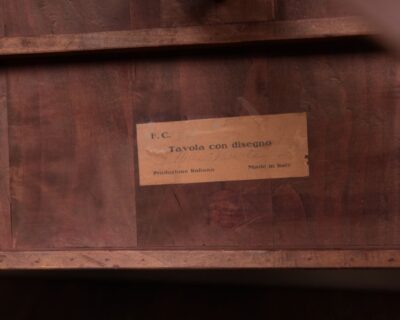 F. C.
Tavola con disegno
Produzione Italiana Made in Italy